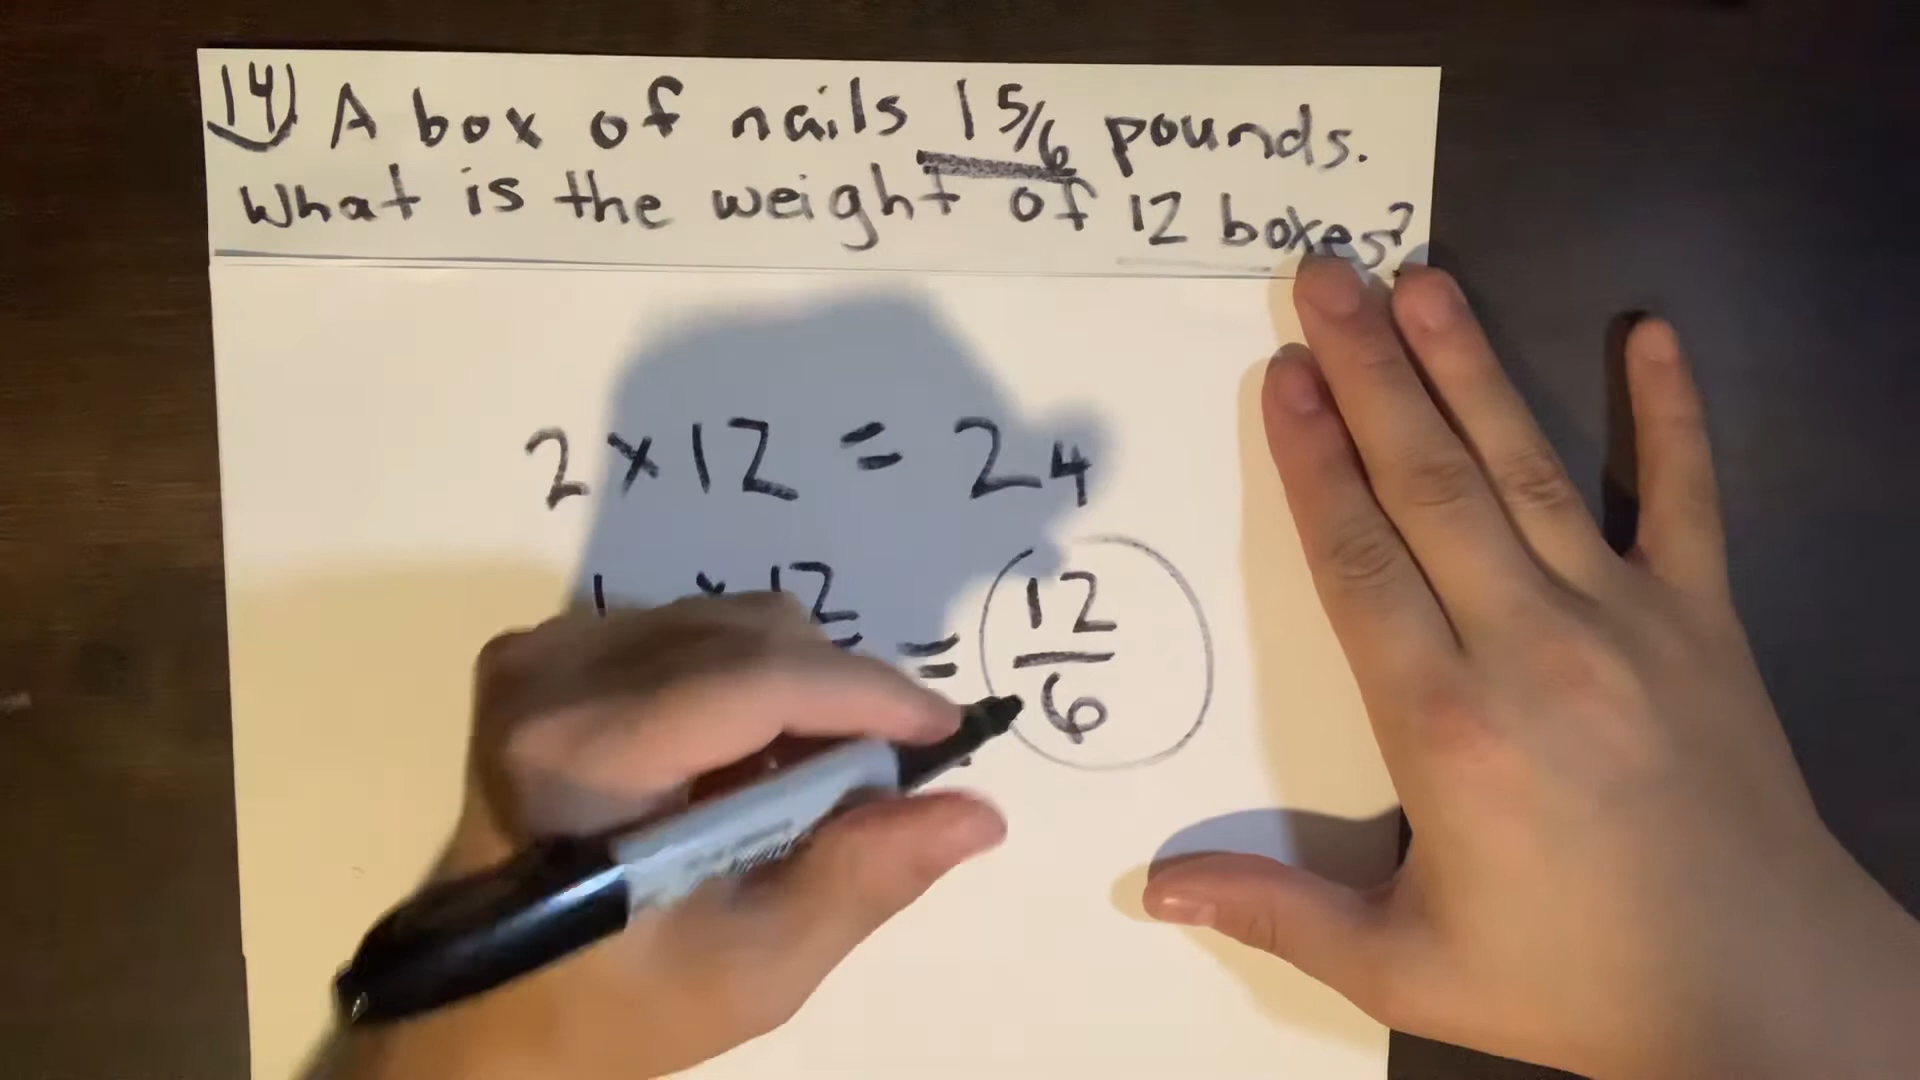 14) A box of nails 1 5/6 pounds.
What is the weight of 12 boxes?
2 x 12 = 24
1 x 12 = 12
6